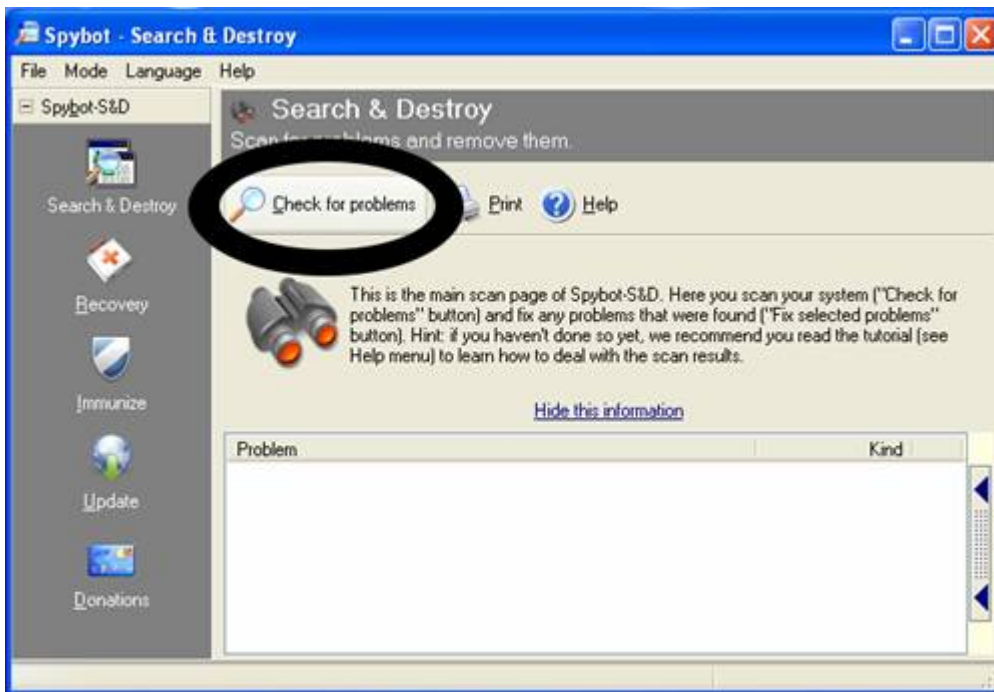 Spybot - Search & Destroy
File Mode Language Help
Spybot-S&D
Search & Destroy
Scan for problems and remove them.
Search & Destroy
Check for problems
Print
Help
Recovery
This is the main scan page of Spybot-S&D. Here you scan your system ("Check for
problems" button) and fix any problems that were found ("Fix selected problems"
button). Hint: if you haven't done so yet, we recommend you read the tutorial (see
Help menu) to learn how to deal with the scan results.
Immunize
Hide this information
Problem Kind
Update
Donations